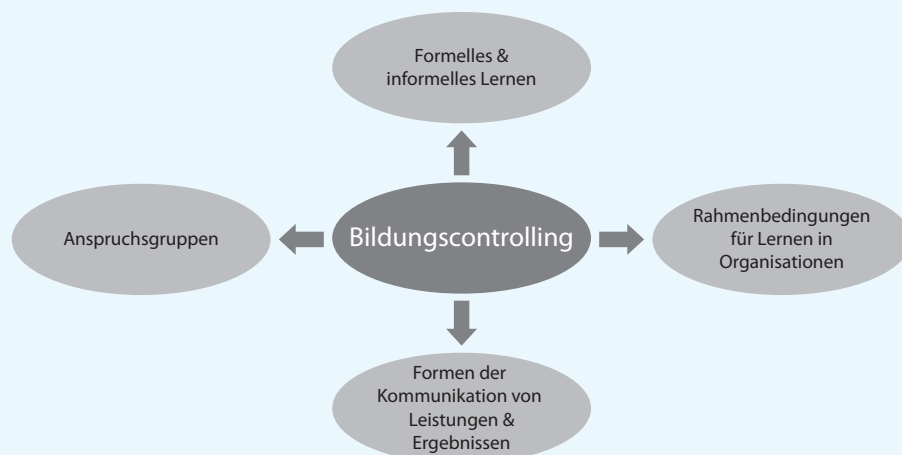 Formelles &
informelles Lernen
Anspruchsgruppen
Bildungscontrolling
Rahmenbedingungen
für Lernen in
Organisationen
Formen der
Kommunikation von
Leistungen &
Ergebnissen